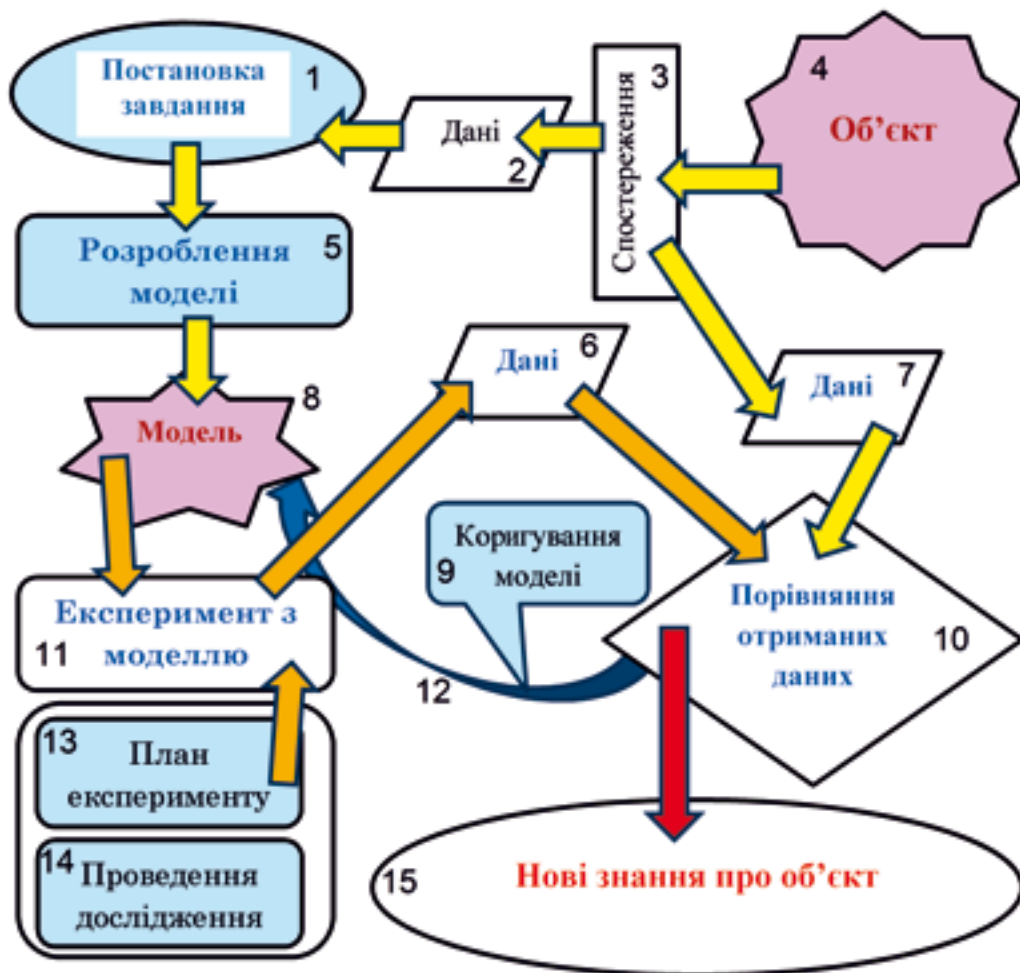 Постановка
завдання
1
Дані
2
Спостереження
3
4
Об’єкт
Розроблення
моделі
5
Дані
6
Дані
7
Модель
8
Коригування
моделі
9
Порівняння
отриманих
даних
10
Експеримент з
моделлю
11
12
13
План
експерименту
14
Проведення
дослідження
15
Нові знання про об’єкт